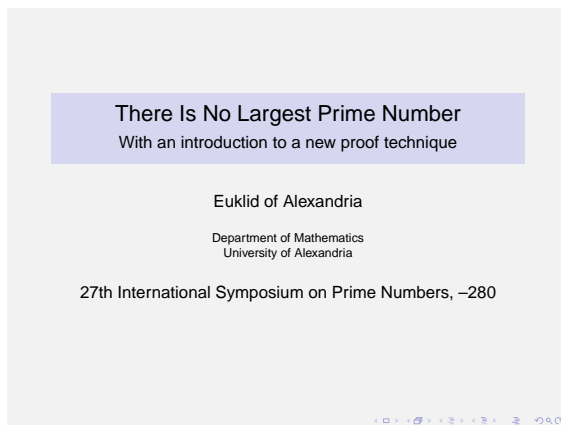 There Is No Largest Prime Number
With an introduction to a new proof technique
Euklid of Alexandria
Department of Mathematics
University of Alexandria
27th International Symposium on Prime Numbers, –280